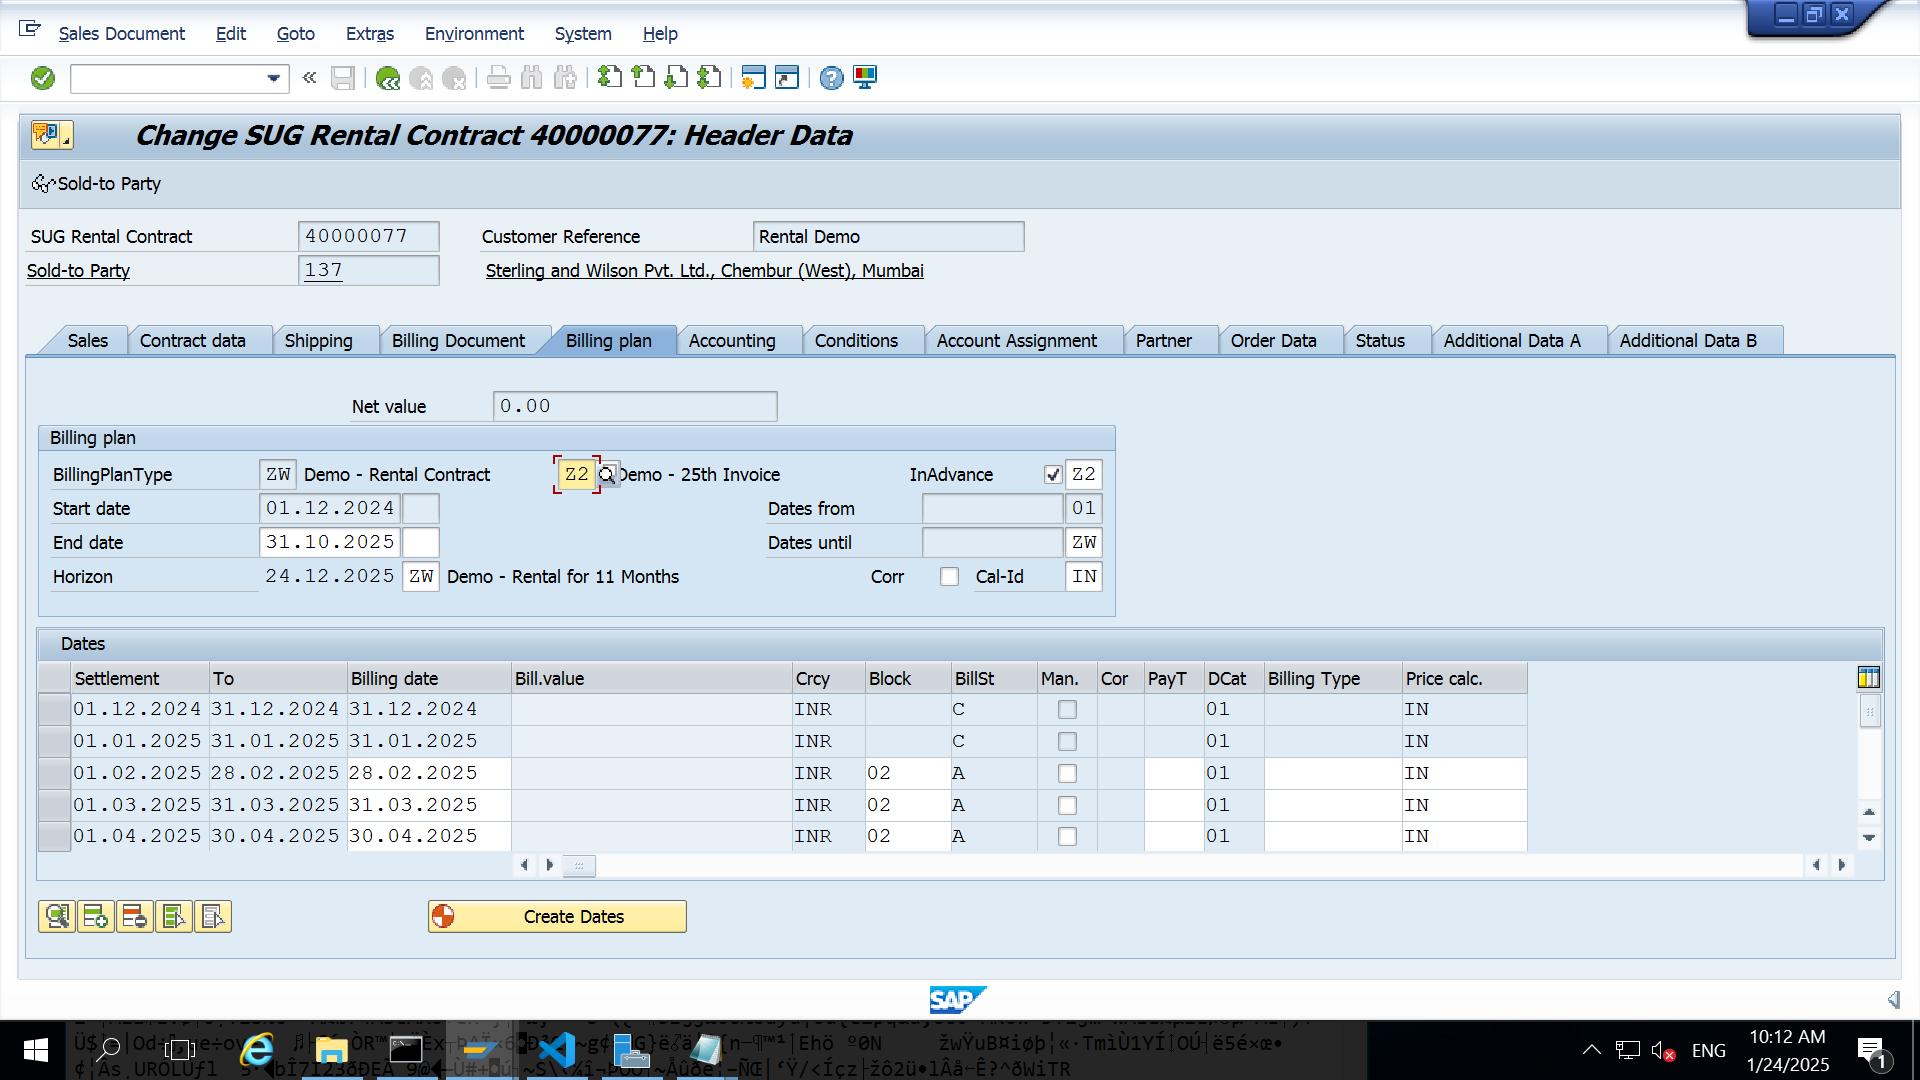 Sales Document Edit Goto Extras Environment System Help
Change SUG Rental Contract 40000077: Header Data
Sold-to Party
SUG Rental Contract 40000077 Customer Reference Rental Demo
Sold-to Party 137 Sterling and Wilson Pvt. Ltd., Chembur (West), Mumbai
Sales Contract data Shipping Billing Document Billing plan Accounting Conditions Account Assignment Partner Order Data Status Additional Data A Additional Data B
Net value 0.00
Billing plan
BillingPlanType ZW Demo - Rental Contract Z2 Demo - 25th Invoice InAdvance Z2
Start date 01.12.2024 Dates from 01
End date 31.10.2025 Dates until ZW
Horizon 24.12.2025 ZW Demo - Rental for 11 Months Corr Cal-Id IN
Dates
Settlement To Billing date Bill.value Crcy Block BillSt Man. Cor PayT DCat Billing Type Price calc.
01.12.2024 31.12.2024 31.12.2024 INR C 01 IN
01.01.2025 31.01.2025 31.01.2025 INR C 01 IN
01.02.2025 28.02.2025 28.02.2025 INR 02 A 01 IN
01.03.2025 31.03.2025 31.03.2025 INR 02 A 01 IN
01.04.2025 30.04.2025 30.04.2025 INR 02 A 01 IN
Create Dates
SAP
ENG 10:12 AM 1
1/24/2025